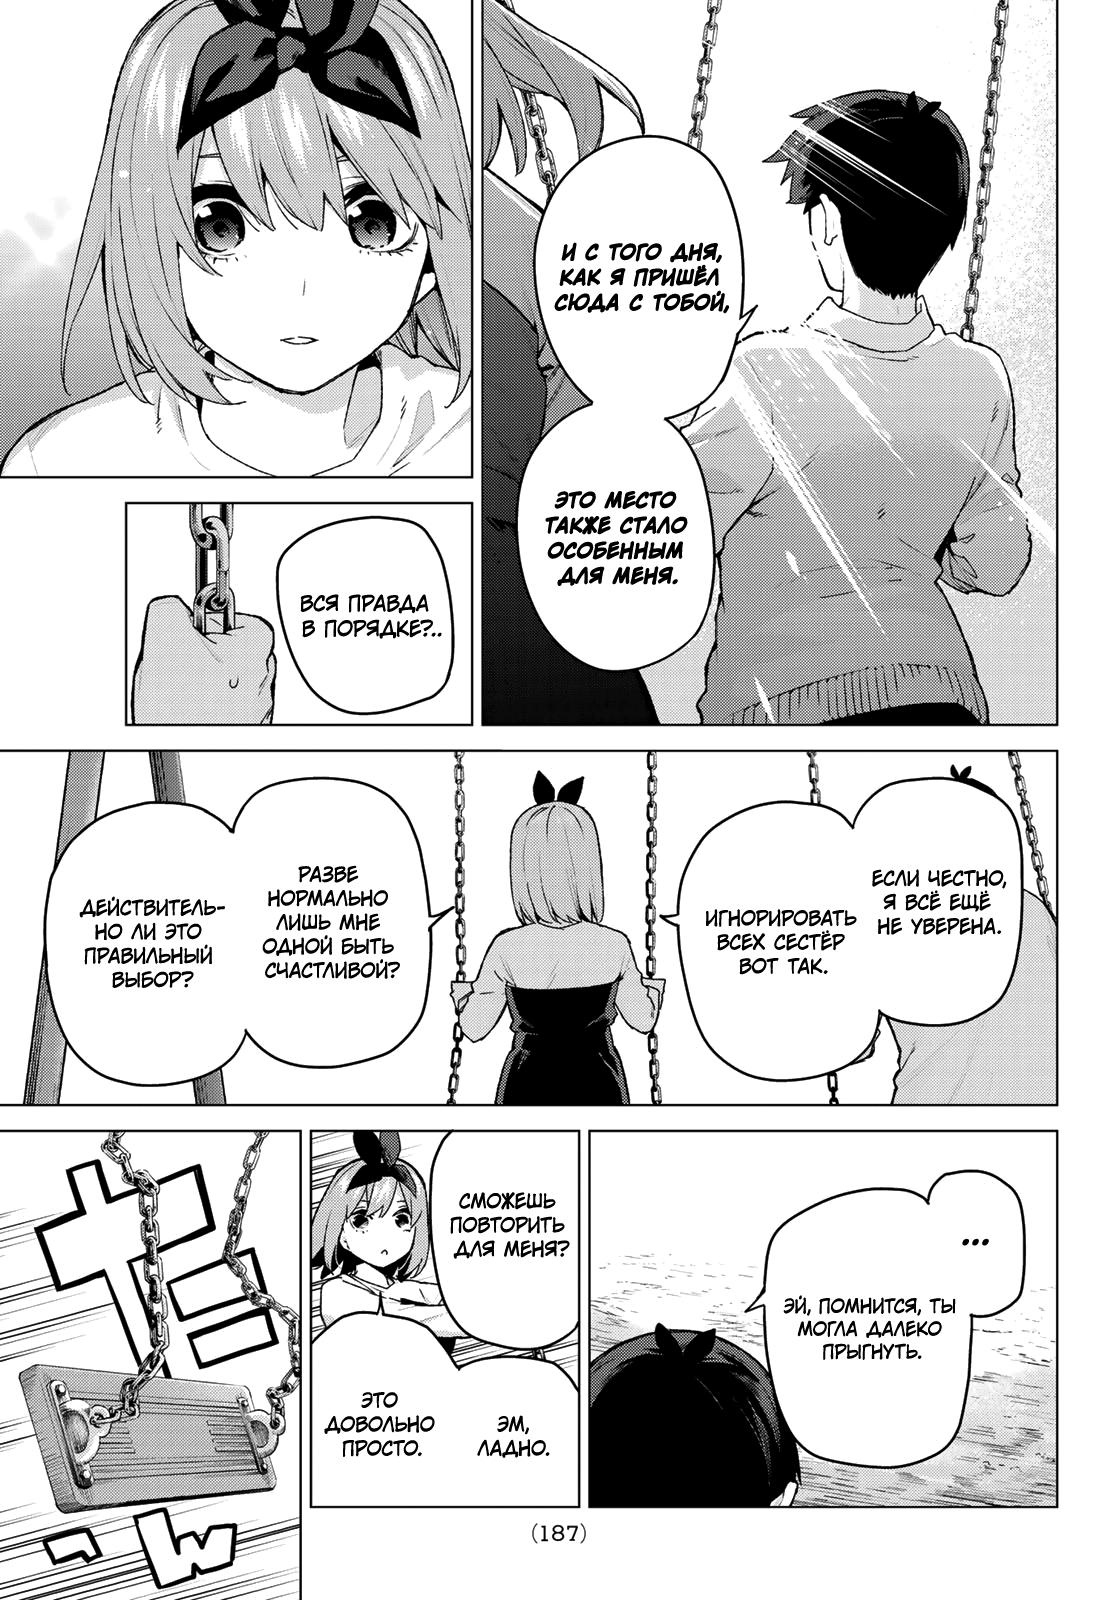 И С ТОГО ДНЯ,
КАК Я ПРИШЁЛ
СЮДА С ТОБОЙ,
ЭТО МЕСТО
ТАКЖЕ СТАЛО
ОСОБЕННЫМ
ДЛЯ МЕНЯ.
ВСЯ ПРАВДА
В ПОРЯДКЕ?..
ЕСЛИ ЧЕСТНО,
Я ВСЁ ЕЩЁ
НЕ УВЕРЕНА.
ИГНОРИРОВАТЬ
ВСЕХ СЕСТЁР
ВОТ ТАК.
РАЗВЕ
НОРМАЛЬНО
ЛИШЬ МНЕ
ОДНОЙ БЫТЬ
СЧАСТЛИВОЙ?
ДЕЙСТВИТЕЛЬ-
НО ЛИ ЭТО
ПРАВИЛЬНЫЙ
ВЫБОР?
...
ЭЙ, ПОМНИТСЯ, ТЫ
МОГЛА ДАЛЕКО
ПРЫГНУТЬ.
СМОЖЕШЬ
ПОВТОРИТЬ
ДЛЯ МЕНЯ?
ЭМ,
ЛАДНО.
ЭТО
ДОВОЛЬНО
ПРОСТО.
(187)